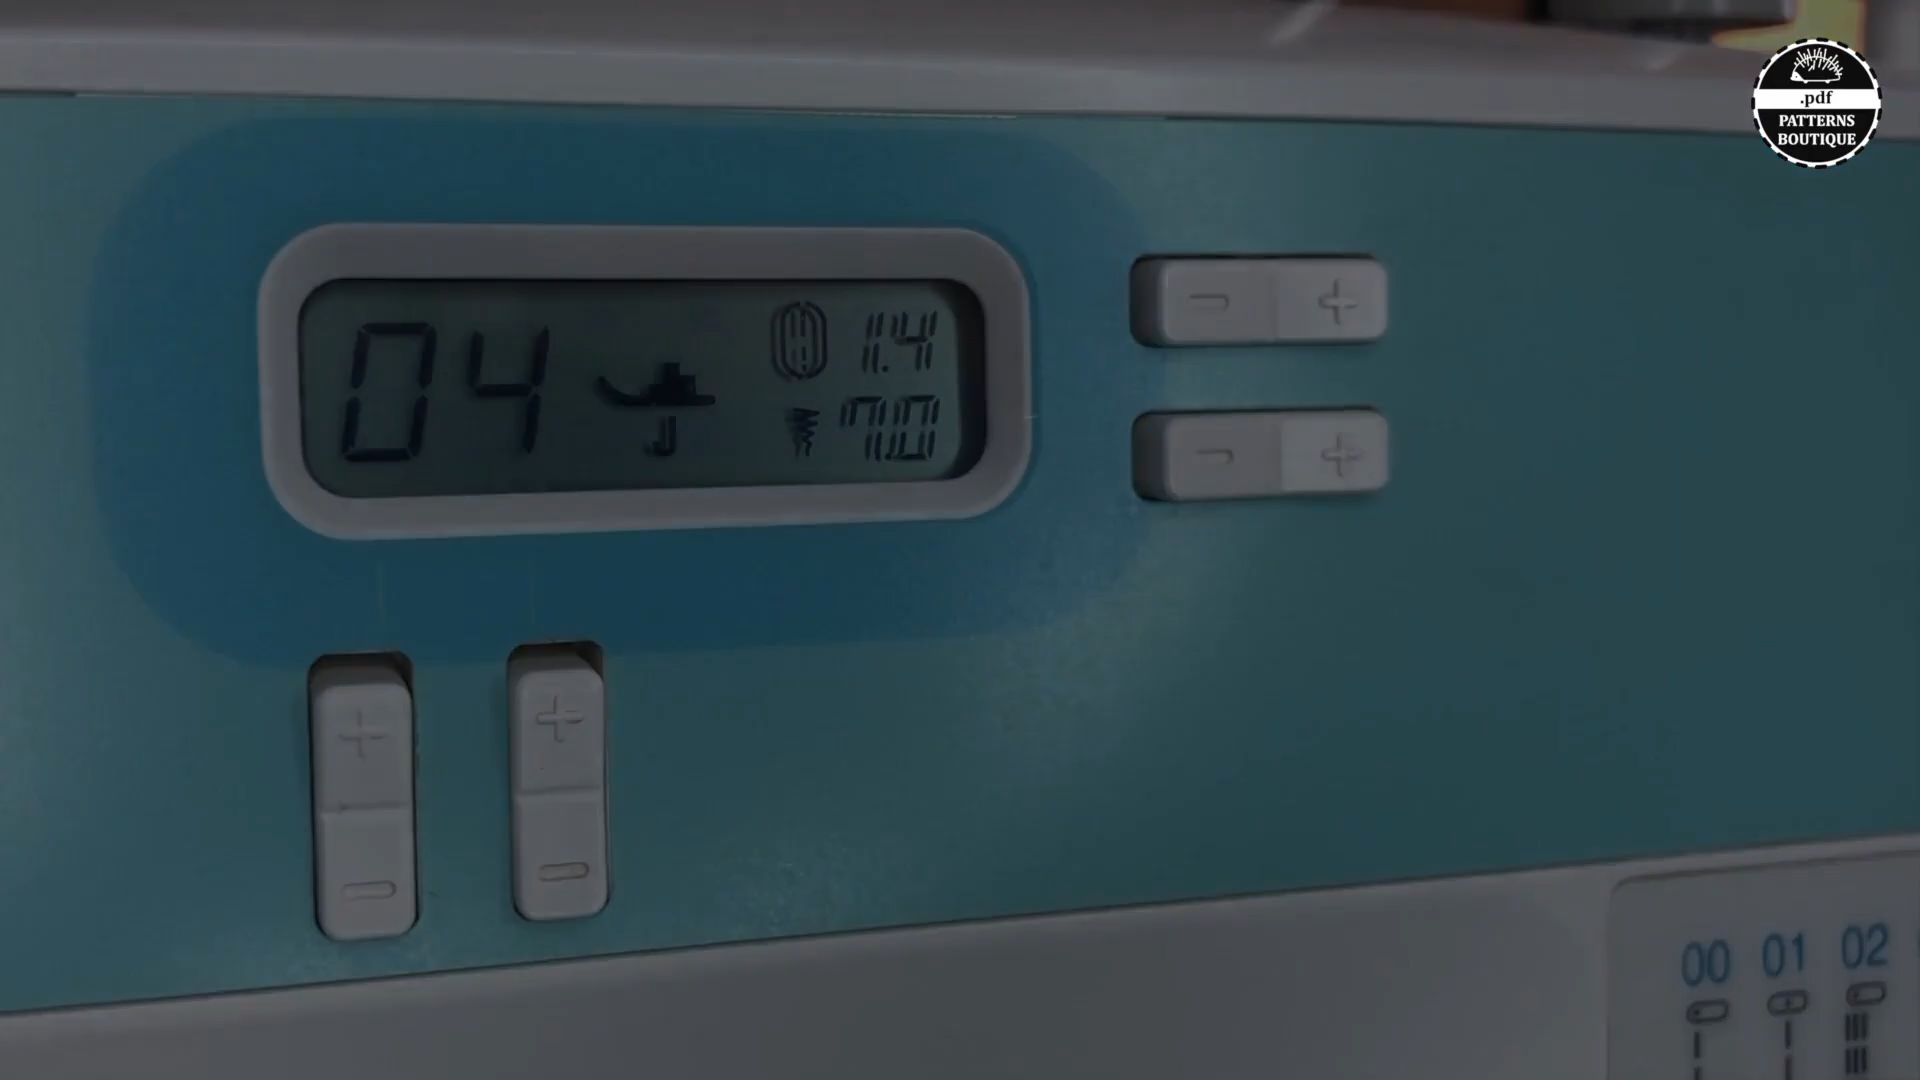 .pdf
PATTERNS
BOUTIQUE
04
J
1.4
7.0
- +
- +
+ +
- -
00 01 02